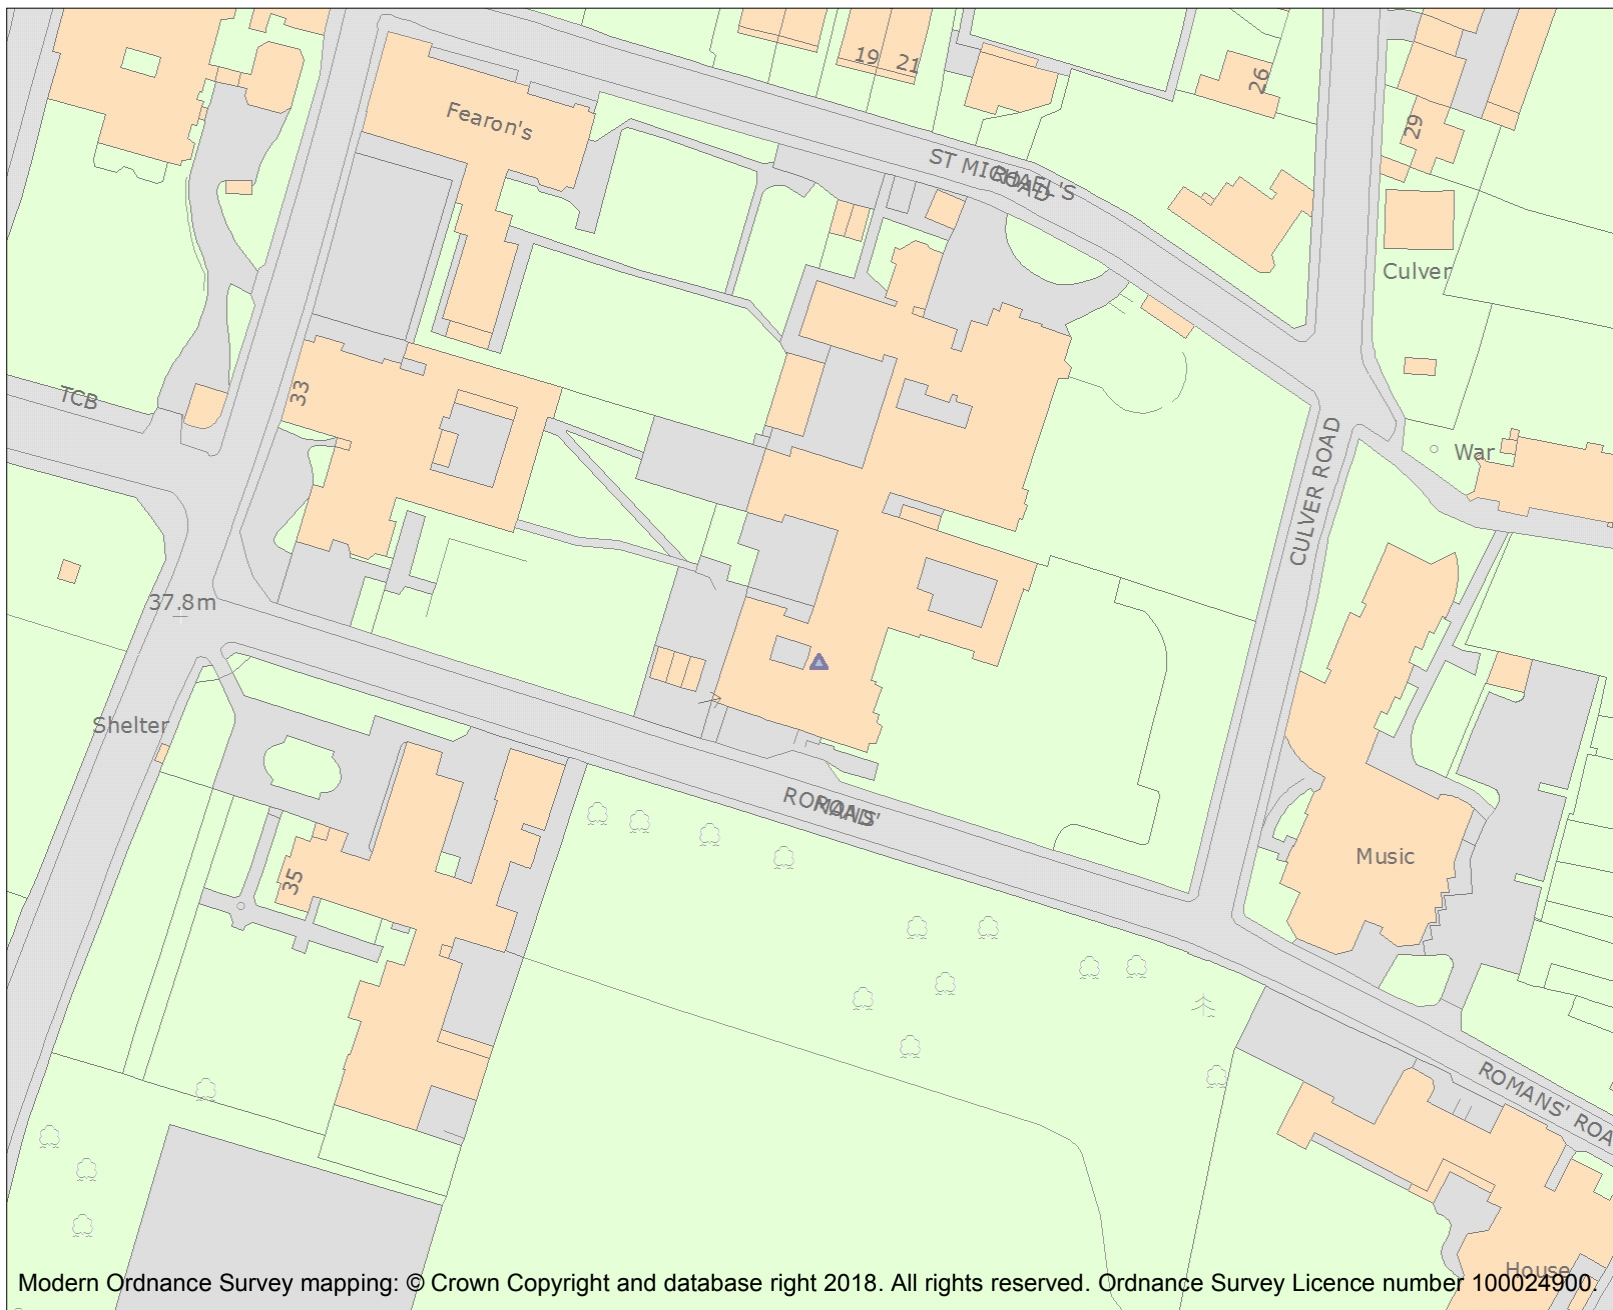 19
21
26
29
Fearon's
ST MICHAEL'S
ROAD
Culver
TCB
33
CULVER ROAD
War
37.8m
Shelter
ROMANS'
ROAD
Music
35
ROMANS' ROA
House
Modern Ordnance Survey mapping: © Crown Copyright and database right 2018. All rights reserved. Ordnance Survey Licence number 100024900.